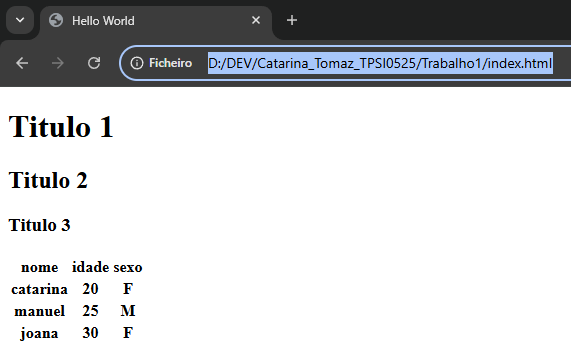 Hello World
Ficheiro D:/DEV/Catarina_Tomaz_TPSI0525/Trabalho1/index.html
Titulo 1
Titulo 2
Titulo 3
nome idade sexo
catarina 20 F
manuel 25 M
joana 30 F